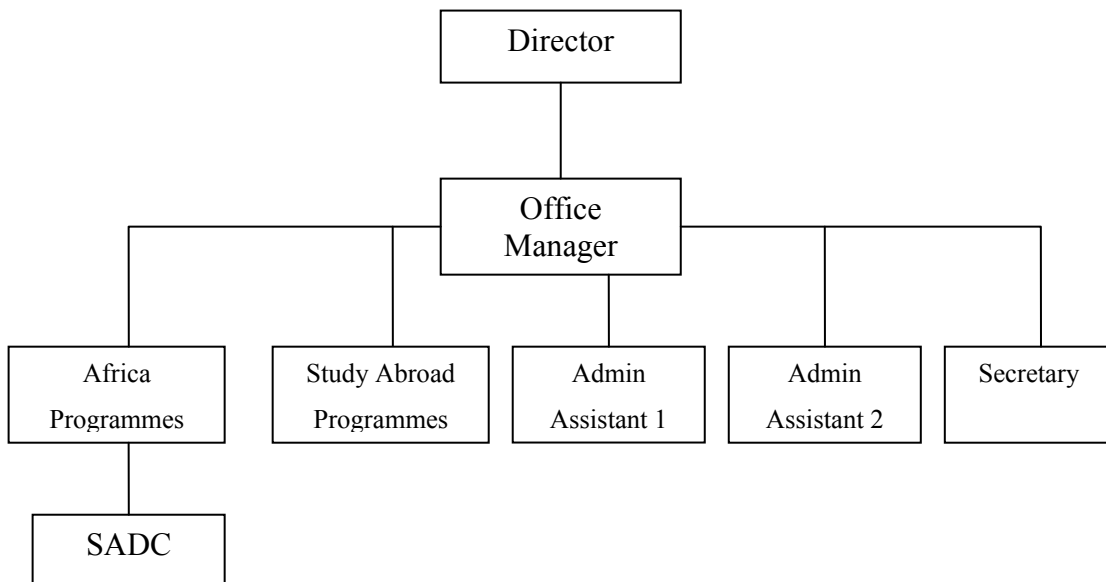 Director
Office
Manager
Africa
Programmes
Study Abroad
Programmes
Admin
Assistant 1
Admin
Assistant 2
Secretary
SADC